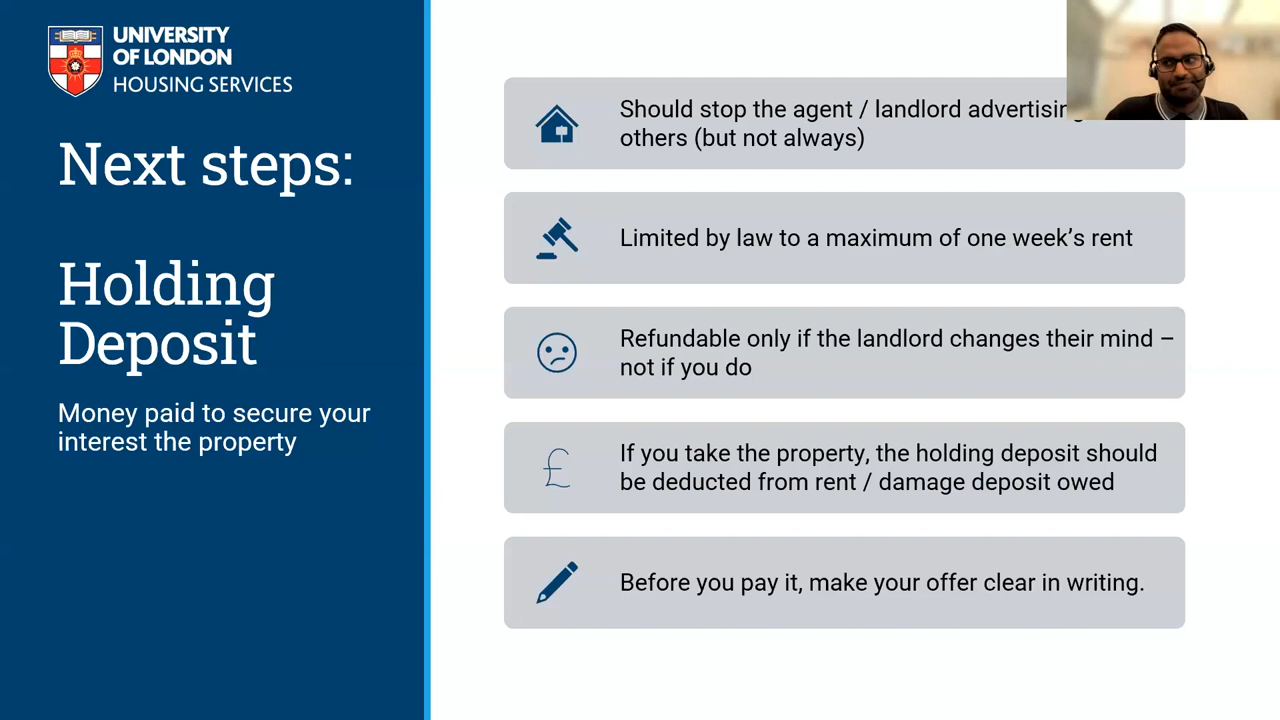 UNIVERSITY
OF LONDON
HOUSING SERVICES
Next steps:
Holding
Deposit
Money paid to secure your
interest the property
Should stop the agent / landlord advertising
others (but not always)
Limited by law to a maximum of one week’s rent
Refundable only if the landlord changes their mind –
not if you do
If you take the property, the holding deposit should
be deducted from rent / damage deposit owed
Before you pay it, make your offer clear in writing.